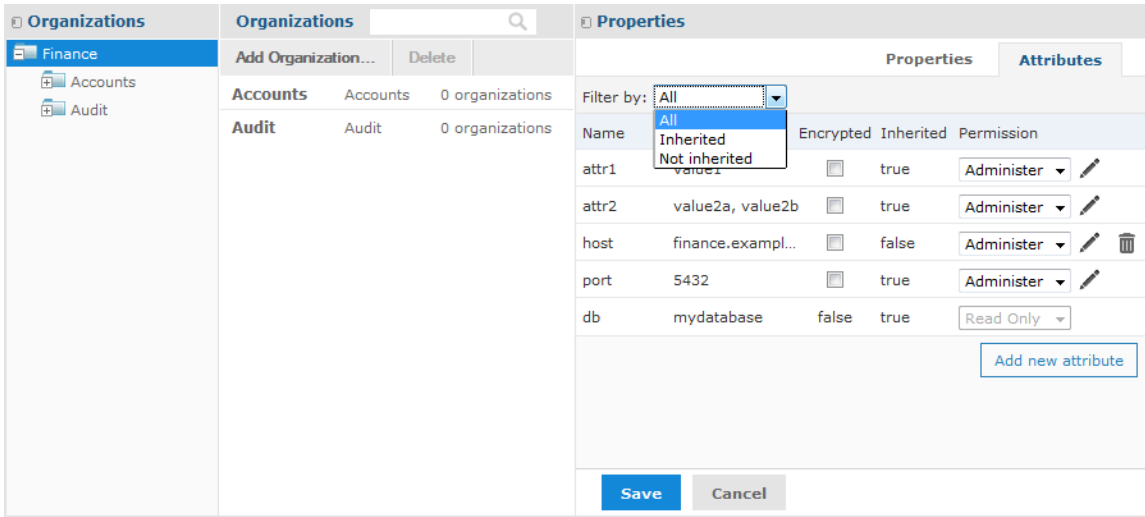 Organizations
Finance
Accounts
Audit
Organizations
Add Organization... Delete
Accounts Accounts 0 organizations
Audit Audit 0 organizations
Properties
Properties Attributes
Filter by: All
All
Inherited
Not inherited
Name Encrypted Inherited Permission
attr1 value1 true Administer
attr2 value2a, value2b true Administer
host finance.exampl... false Administer
port 5432 true Administer
db mydatabase false true Read Only
Add new attribute
Save Cancel